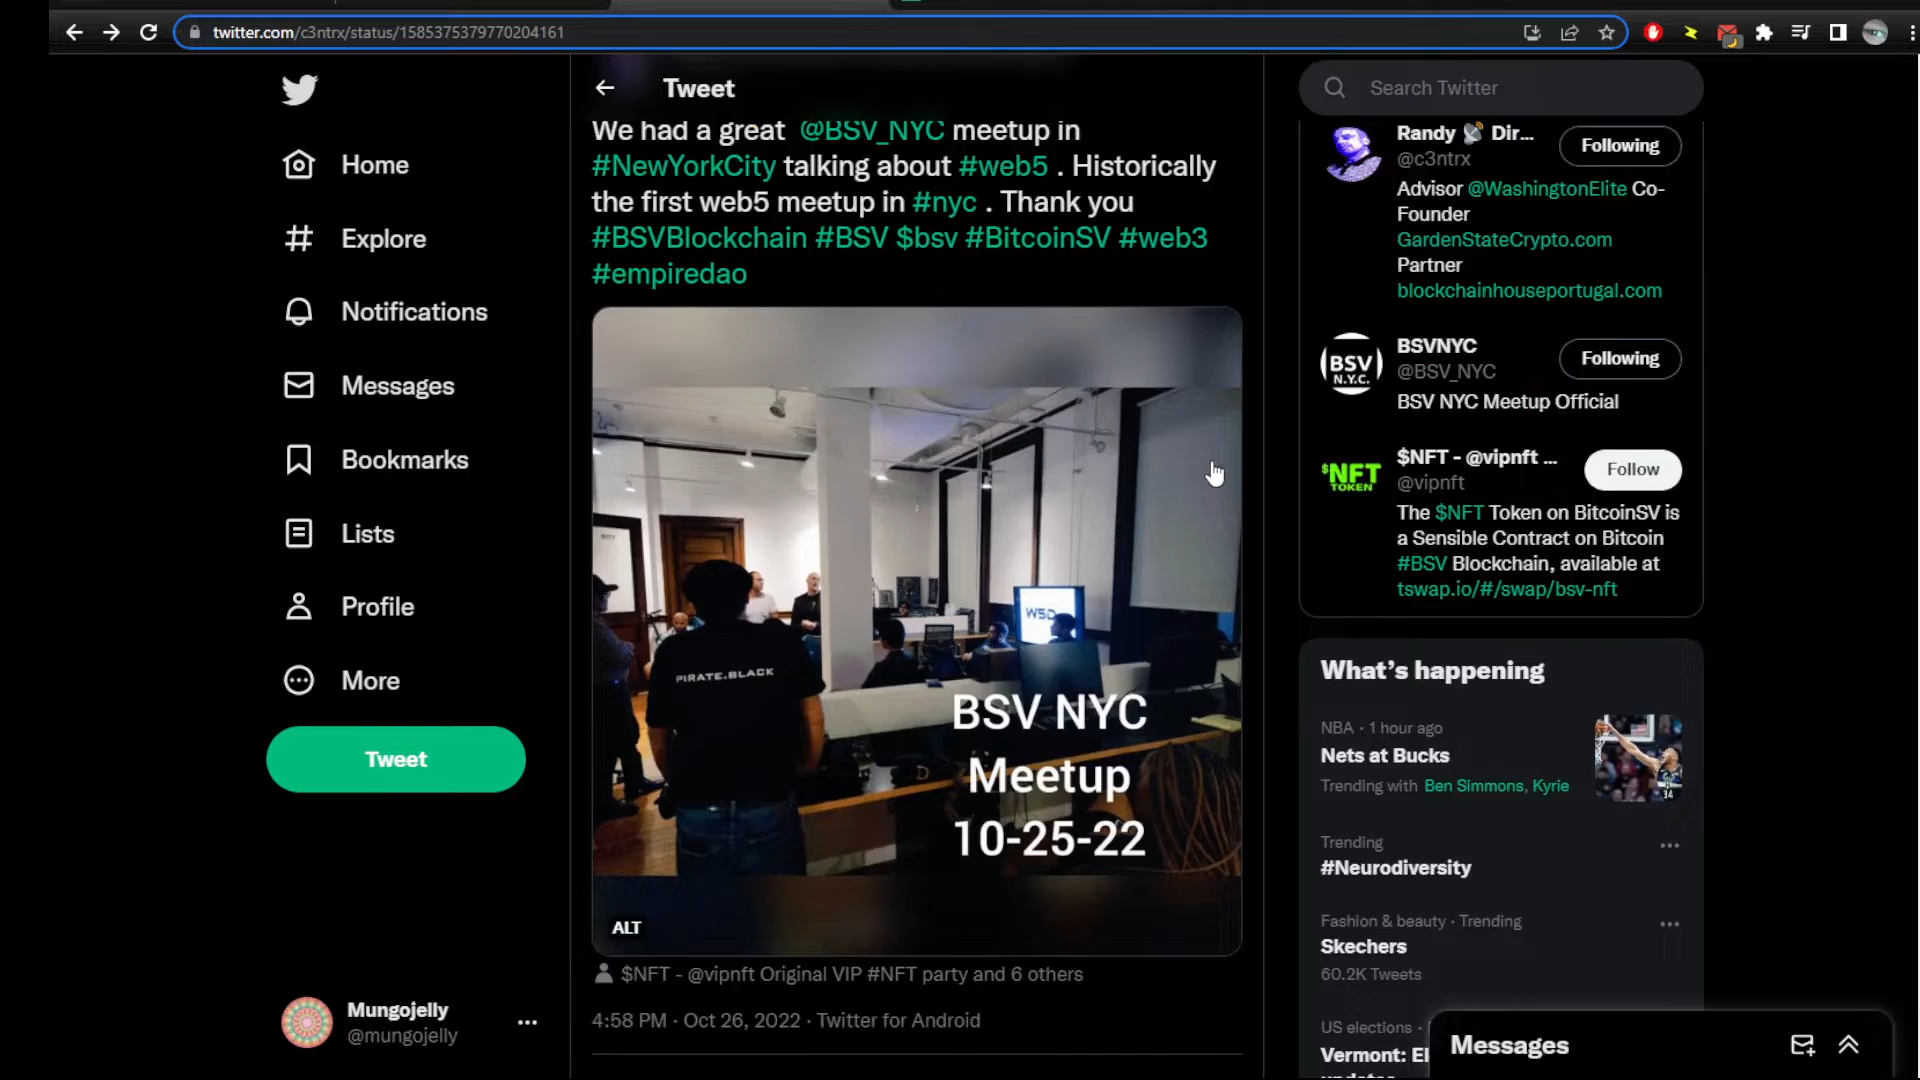 twitter.com/c3ntrx/status/1585375379770204161
Home
Explore
Notifications
Messages
Bookmarks
Lists
Profile
More
Tweet
Mungojelly
@mungojelly
Tweet
We had a great @BSV_NYC meetup in
#NewYorkCity talking about #web5 . Historically
the first web5 meetup in #nyc . Thank you
#BSVBlockchain #BSV $bsv #BitcoinSV #web3
#empiredao
W5D
PIRATE.BLACK
BSV NYC
Meetup
10-25-22
ALT
$NFT - @vipnft Original VIP #NFT party and 6 others
4:58 PM · Oct 26, 2022 · Twitter for Android
Search Twitter
Randy 📡 Dir...
Following
@c3ntrx
Advisor @WashingtonElite Co-
Founder
GardenStateCrypto.com
Partner
blockchainhouseportugal.com
BSV
N.Y.C.
BSVNYC
Following
@BSV_NYC
BSV NYC Meetup Official
$NFT
TOKEN
$NFT - @vipnft ...
Follow
@vipnft
The $NFT Token on BitcoinSV is
a Sensible Contract on Bitcoin
#BSV Blockchain, available at
tswap.io/#/swap/bsv-nft
What's happening
NBA · 1 hour ago
Nets at Bucks
Trending with Ben Simmons, Kyrie
34
Trending
#Neurodiversity
Fashion & beauty · Trending
Skechers
60.2K Tweets
US elections ·
Vermont:
Messages